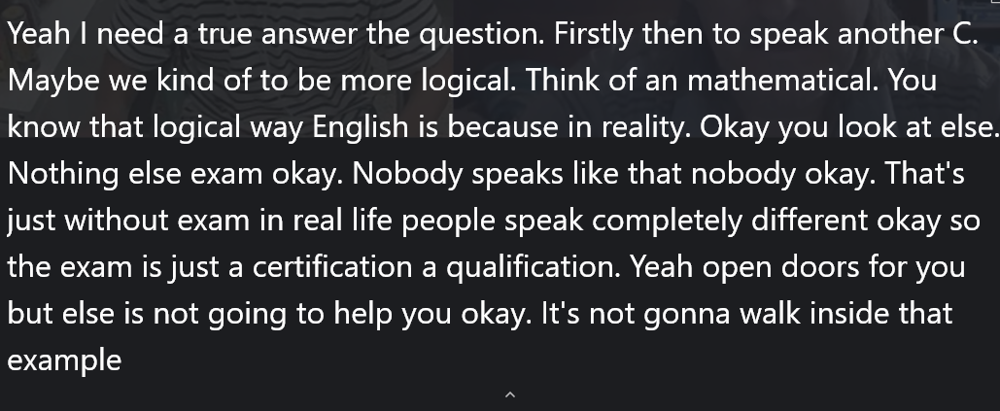 Yeah I need a true answer the question. Firstly then to speak another C.
Maybe we kind of to be more logical. Think of an mathematical. You
know that logical way English is because in reality. Okay you look at else.
Nothing else exam okay. Nobody speaks like that nobody okay. That's
just without exam in real life people speak completely different okay so
the exam is just a certification a qualification. Yeah open doors for you
but else is not going to help you okay. It's not gonna walk inside that
example